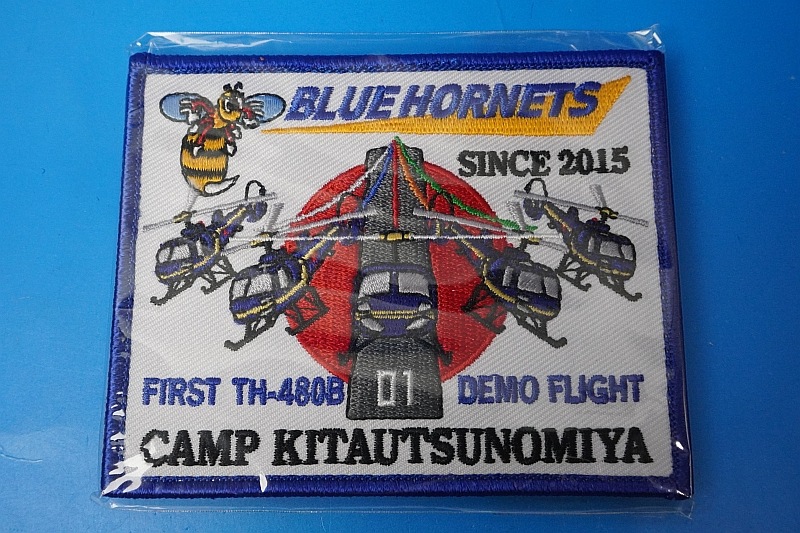 BLUE HORNETS
SINCE 2015
01
FIRST TH-480B DEMO FLIGHT
CAMP KITAUTSUNOMIYA